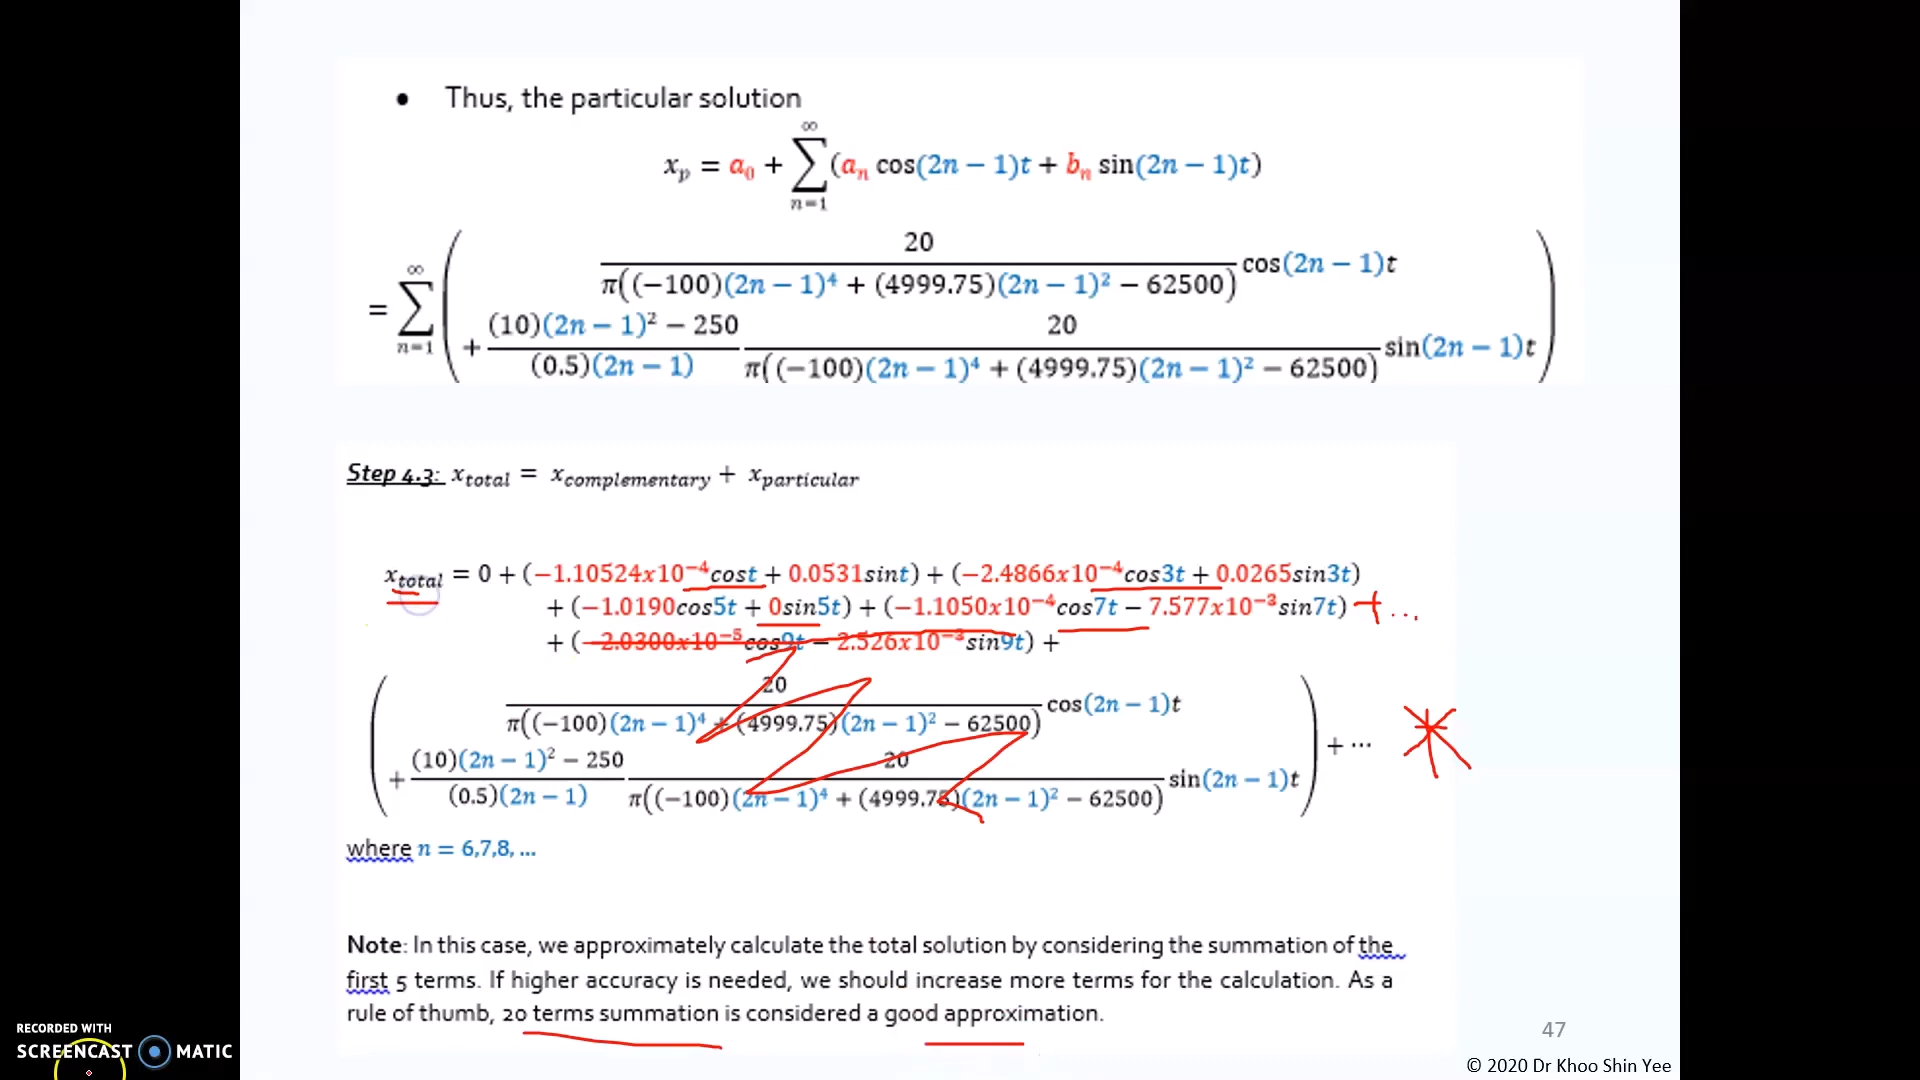 • Thus, the particular solution
xₚ = a₀ + ∑_{n=1}^{∞} (aₙ cos(2n − 1)t + bₙ sin(2n − 1)t)
= ∑_{n=1}^{∞} ( 20 / π((−100)(2n − 1)⁴ + (4999.75)(2n − 1)² − 62500) cos(2n − 1)t
+ (10)(2n − 1)² − 250 / (0.5)(2n − 1) 20 / π((−100)(2n − 1)⁴ + (4999.75)(2n − 1)² − 62500) sin(2n − 1)t )
Step 4.3: x_total = x_complementary + x_particular
x_total = 0 + (−1.10524x10⁻⁴cost + 0.0531sint) + (−2.4866x10⁻⁴cos3t + 0.0265sin3t)
+ (−1.0190cos5t + 0sin5t) + (−1.1050x10⁻⁴cos7t − 7.577x10⁻³sin7t) + ...
+ (−2.0300x10⁻⁵cos9t − 2.526x10⁻³sin9t) +
( 20 / π((−100)(2n − 1)⁴ + (4999.75)(2n − 1)² − 62500) cos(2n − 1)t
+ (10)(2n − 1)² − 250 / (0.5)(2n − 1) 20 / π((−100)(2n − 1)⁴ + (4999.75)(2n − 1)² − 62500) sin(2n − 1)t ) + ⋯ *
where n = 6,7,8, ...
Note: In this case, we approximately calculate the total solution by considering the summation of the
first 5 terms. If higher accuracy is needed, we should increase more terms for the calculation. As a
rule of thumb, 20 terms summation is considered a good approximation.
47
© 2020 Dr Khoo Shin Yee
RECORDED WITH
SCREENCAST MATIC